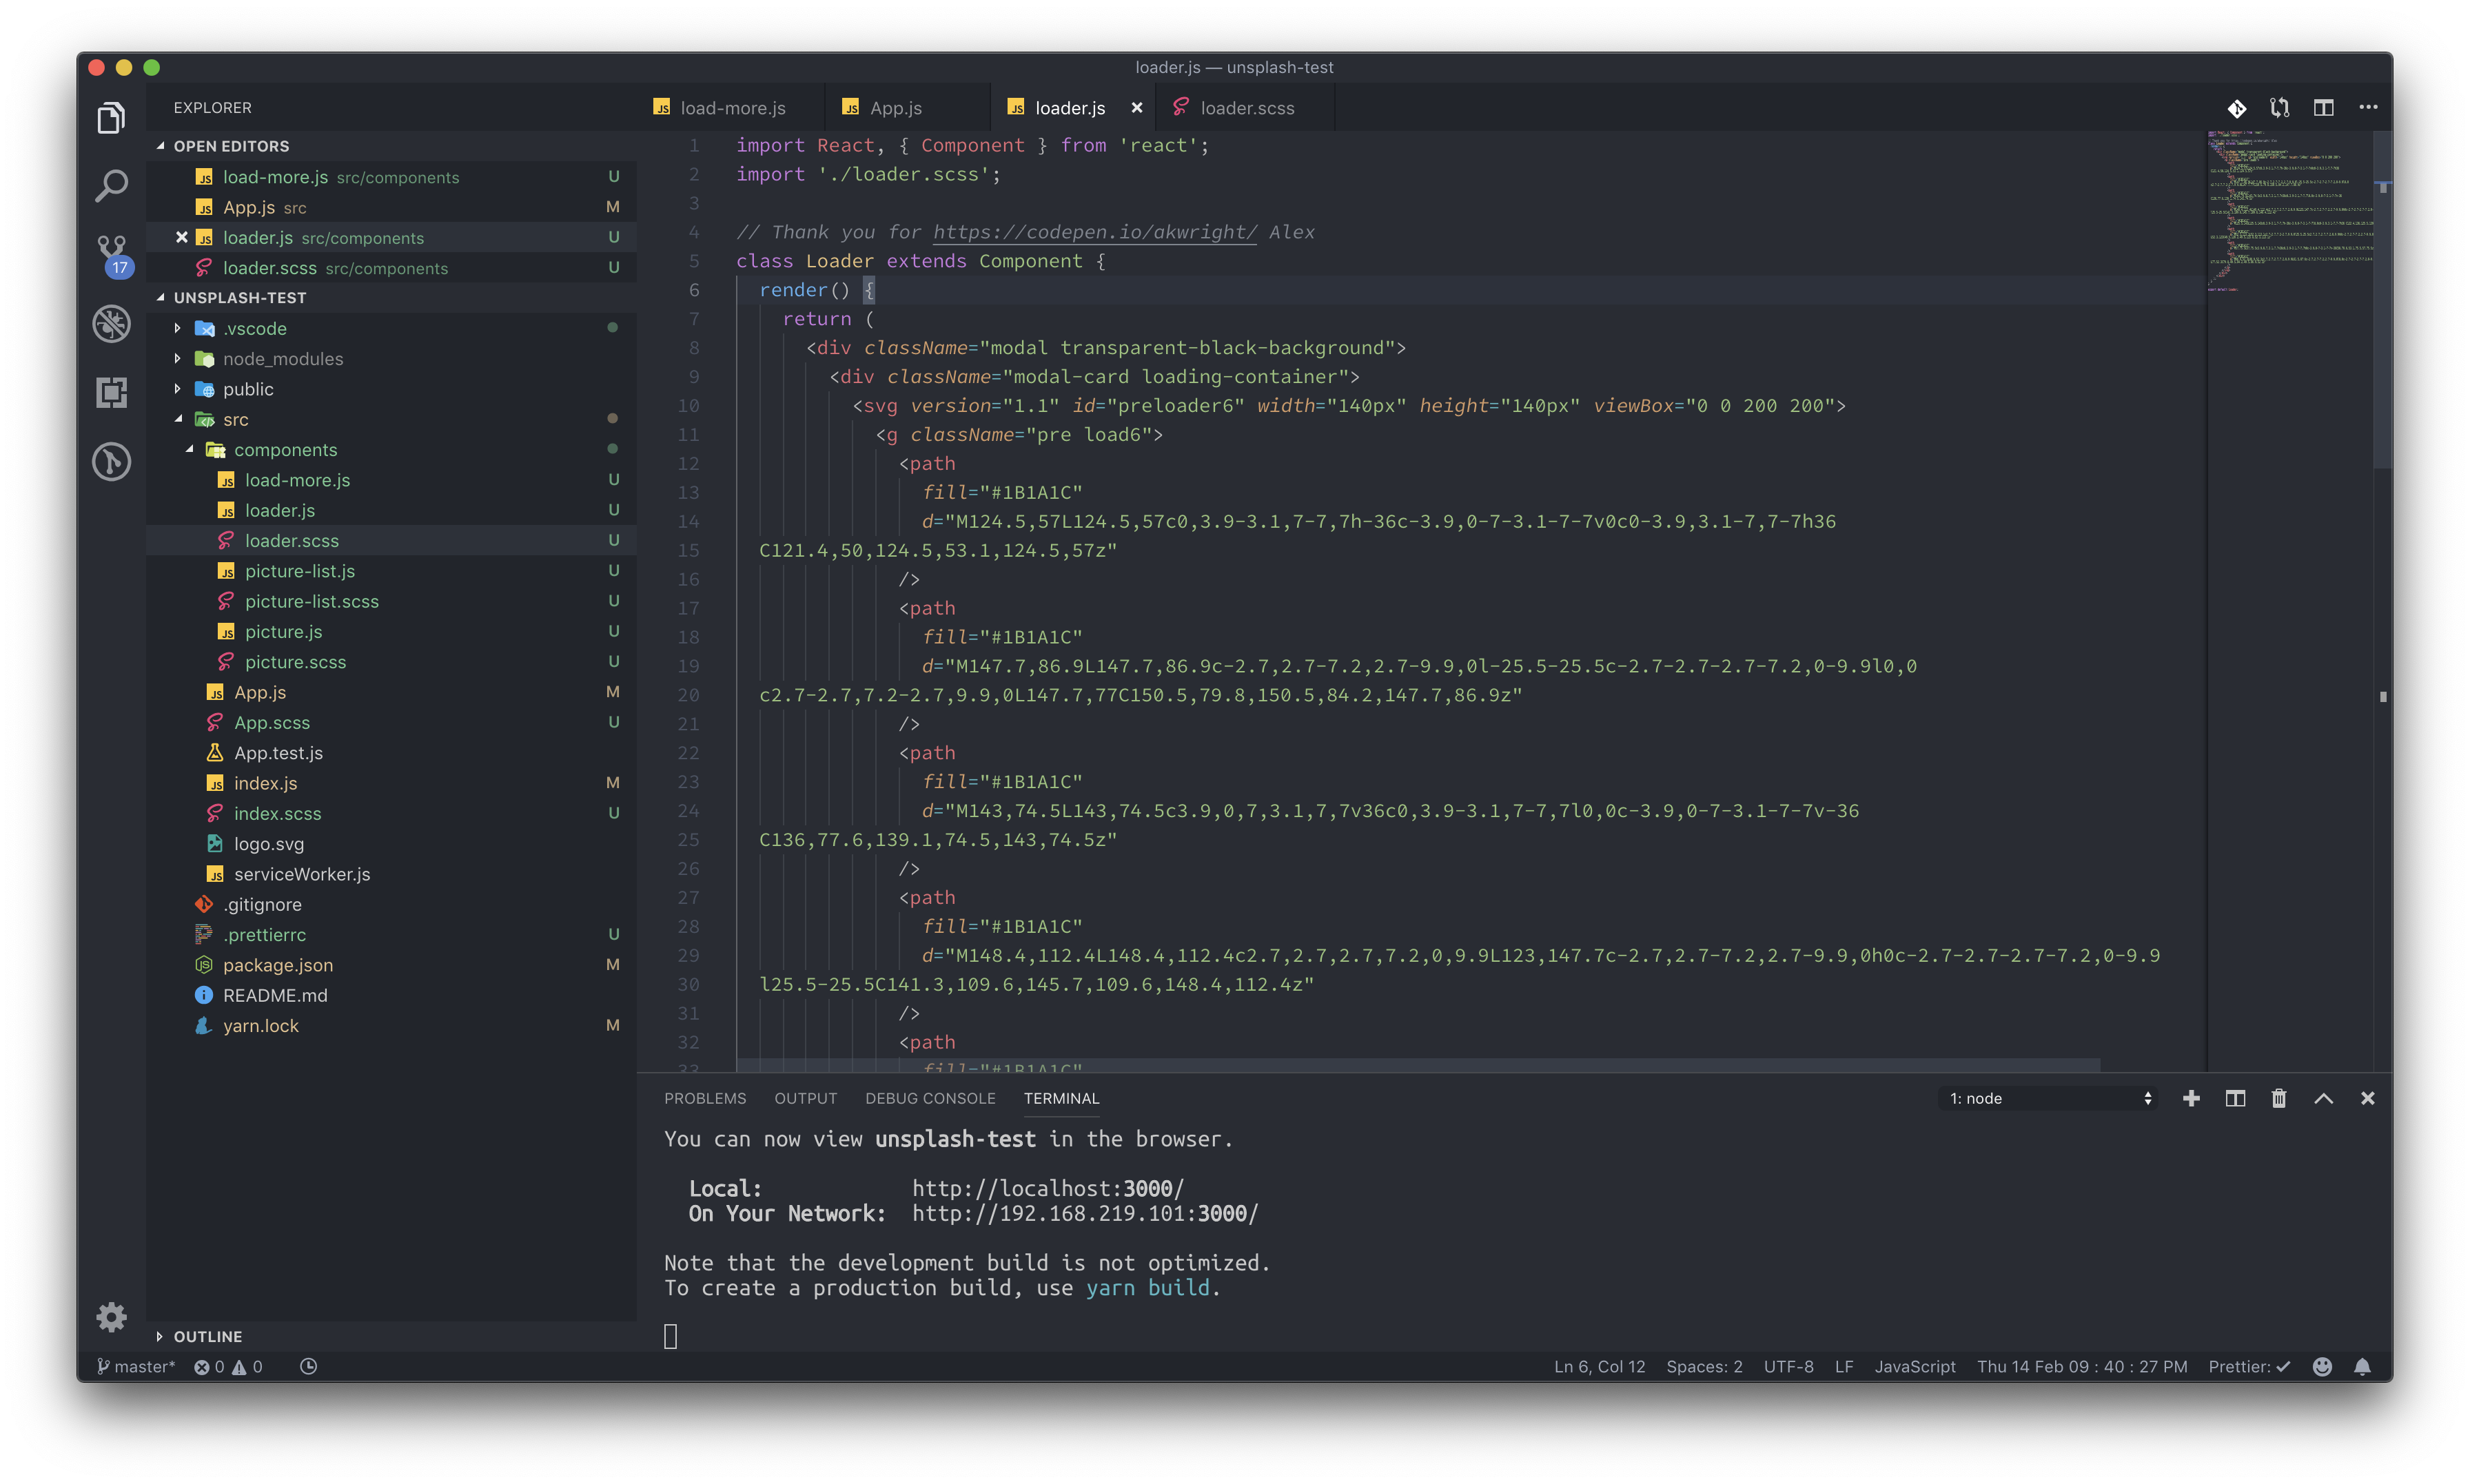 loader.js — unsplash-test
EXPLORER
OPEN EDITORS
load-more.js src/components U
App.js src M
loader.js src/components U
loader.scss src/components U
17
UNSPLASH-TEST
.vscode
node_modules
public
src
components
load-more.js U
loader.js U
loader.scss U
picture-list.js U
picture-list.scss U
picture.js U
picture.scss U
App.js M
App.scss U
App.test.js
index.js M
index.scss U
logo.svg
serviceWorker.js
.gitignore
.prettierrc U
package.json M
README.md
yarn.lock M
OUTLINE
load-more.js App.js loader.js loader.scss
1 import React, { Component } from 'react';
2 import './loader.scss';
3
4 // Thank you for https://codepen.io/akwright/ Alex
5 class Loader extends Component {
6 render() {
7 return (
8 <div className="modal transparent-black-background">
9 <div className="modal-card loading-container">
10 <svg version="1.1" id="preloader6" width="140px" height="140px" viewBox="0 0 200 200">
11 <g className="pre load6">
12 <path
13 fill="#1B1A1C"
14 d="M124.5,57L124.5,57c0,3.9-3.1,7-7,7h-36c-3.9,0-7-3.1-7-7v0c0-3.9,3.1-7,7-7h36
15 C121.4,50,124.5,53.1,124.5,57z"
16 />
17 <path
18 fill="#1B1A1C"
19 d="M147.7,86.9L147.7,86.9c-2.7,2.7-7.2,2.7-9.9,0l-25.5-25.5c-2.7-2.7-2.7-7.2,0-9.9l0,0
20 c2.7-2.7,7.2-2.7,9.9,0L147.7,77C150.5,79.8,150.5,84.2,147.7,86.9z"
21 />
22 <path
23 fill="#1B1A1C"
24 d="M143,74.5L143,74.5c3.9,0,7,3.1,7,7v36c0,3.9-3.1,7-7,7l0,0c-3.9,0-7-3.1-7-7v-36
25 C136,77.6,139.1,74.5,143,74.5z"
26 />
27 <path
28 fill="#1B1A1C"
29 d="M148.4,112.4L148.4,112.4c2.7,2.7,2.7,7.2,0,9.9L123,147.7c-2.7,2.7-7.2,2.7-9.9,0h0c-2.7-2.7-2.7-7.2,0-9.9
30 l25.5-25.5C141.3,109.6,145.7,109.6,148.4,112.4z"
31 />
32 <path
33 fill="#1B1A1C"
PROBLEMS OUTPUT DEBUG CONSOLE TERMINAL 1: node
You can now view unsplash-test in the browser.
Local: http://localhost:3000/
On Your Network: http://192.168.219.101:3000/
Note that the development build is not optimized.
To create a production build, use yarn build.
master* 0 0 Ln 6, Col 12 Spaces: 2 UTF-8 LF JavaScript Thu 14 Feb 09 : 40 : 27 PM Prettier: ✓